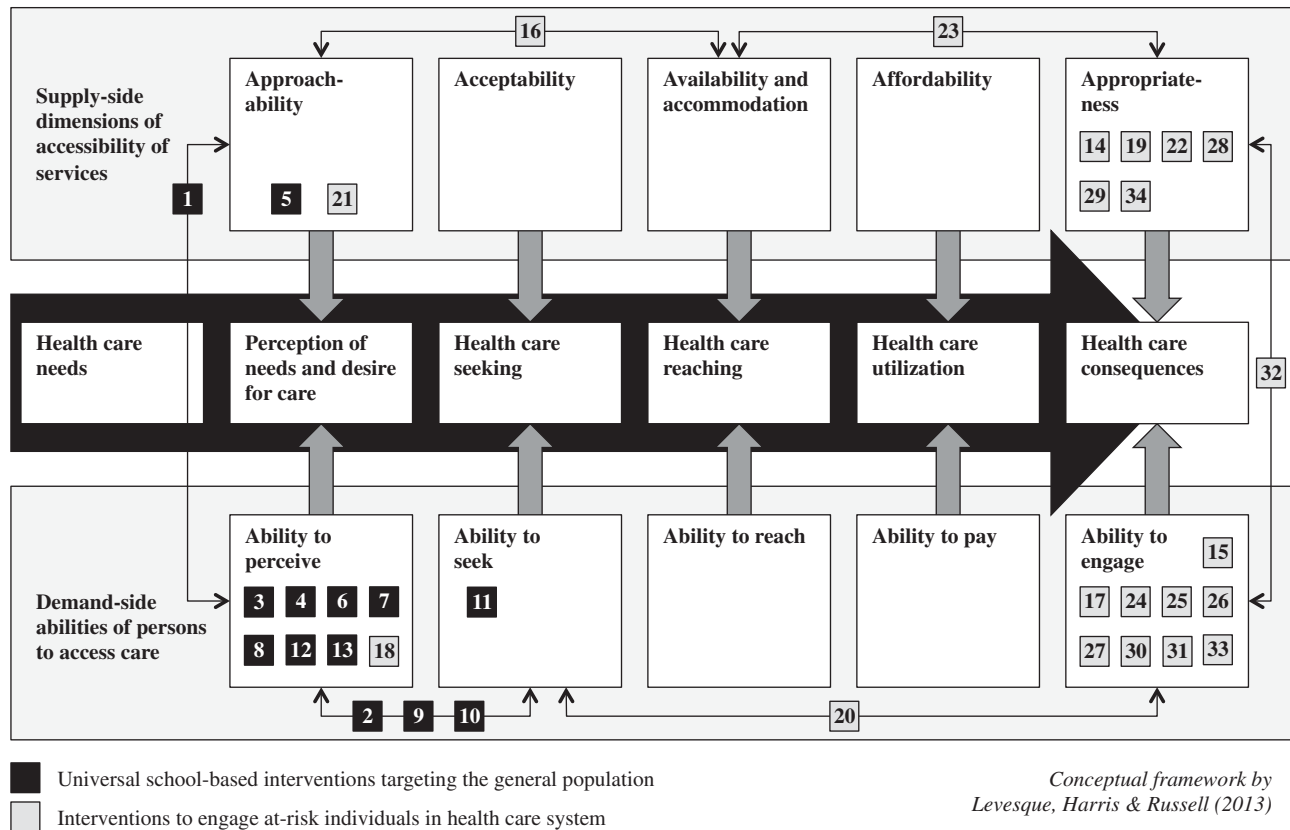 16
23
Supply-side
dimensions of
accessibility of
services
Approach-
ability
Acceptability
Availability and
accommodation
Affordability
Appropriate-
ness
14 19 22 28
29 34
1
5 21
Health care
needs
Perception of
needs and desire
for care
Health care
seeking
Health care
reaching
Health care
utilization
Health care
consequences
32
Demand-side
abilities of persons
to access care
Ability to
perceive
3 4 6 7
8 12 13 18
Ability to
seek
11
Ability to reach
Ability to pay
Ability to
engage
15
17 24 25 26
27 30 31 33
2 9 10
20
Universal school-based interventions targeting the general population
Interventions to engage at-risk individuals in health care system
Conceptual framework by
Levesque, Harris & Russell (2013)